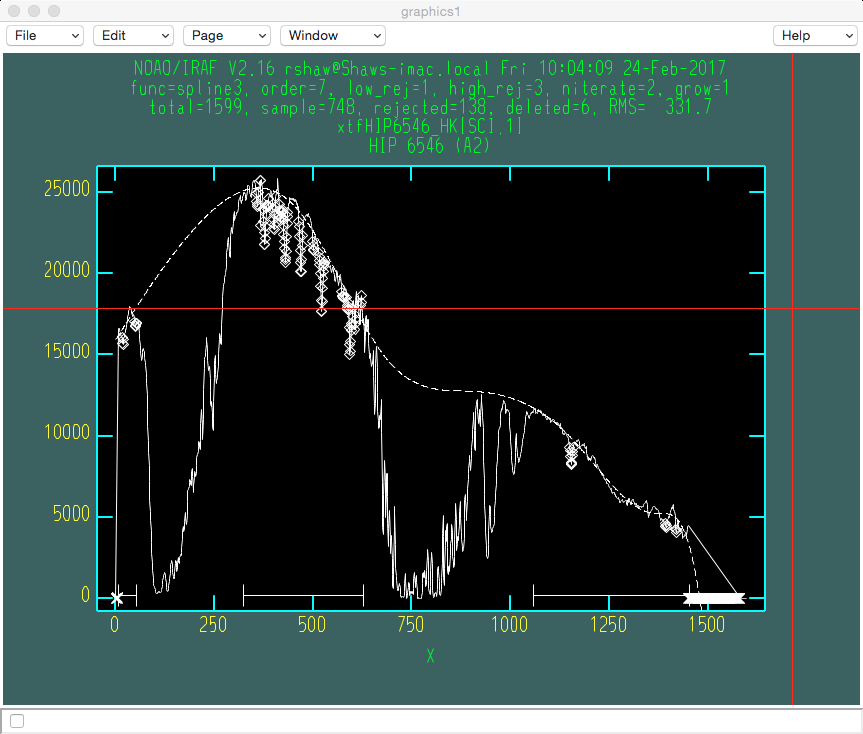 graphics1
File Edit Page Window Help
NOAO/IRAF V2.16 rshaw@Shaws-imac.local Fri 10:04:09 24-Feb-2017
func=spline3, order=7, low_rej=1, high_rej=3, niterate=2, grow=1
total=1599, sample=748, rejected=138, deleted=6, RMS= 331.7
xtfHIP6546_HK[SCI,1]
HIP 6546 (A2)
25000
20000
15000
10000
5000
0
0 250 500 750 1000 1250 1500
X